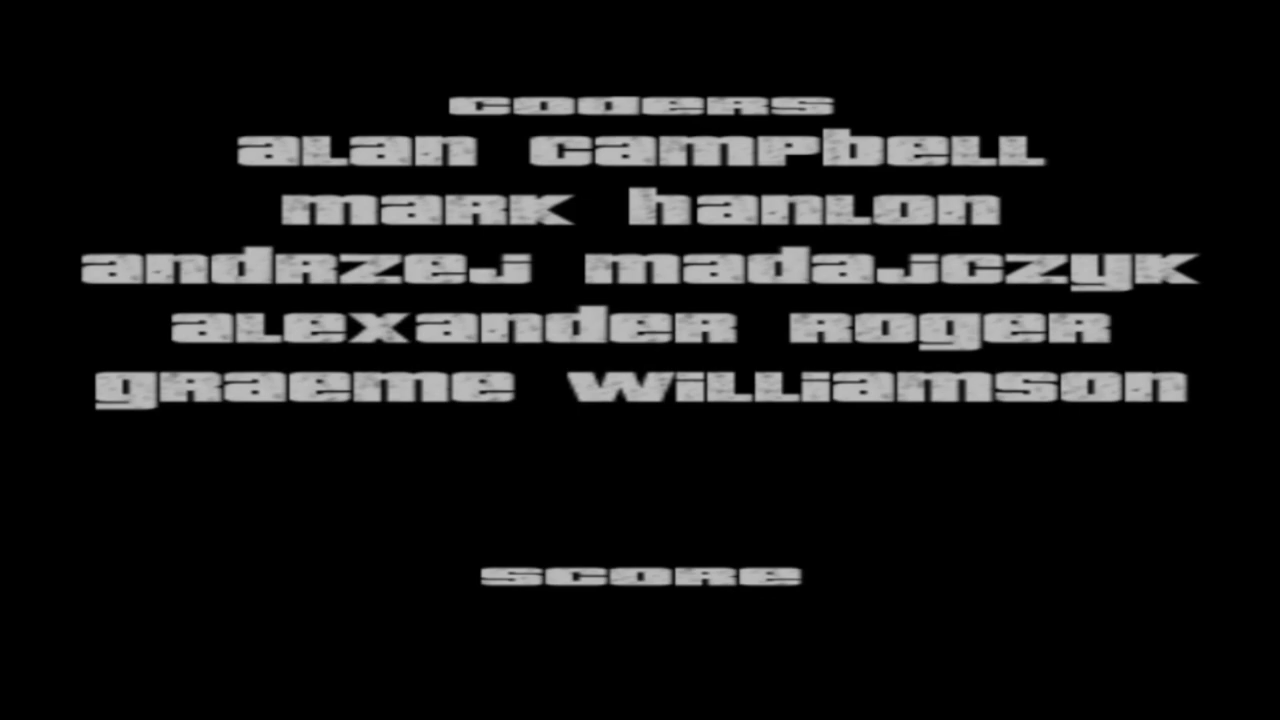 coders
alan campbell
mark hanlon
andrzej madajczyk
alexander roger
graeme williamson
score